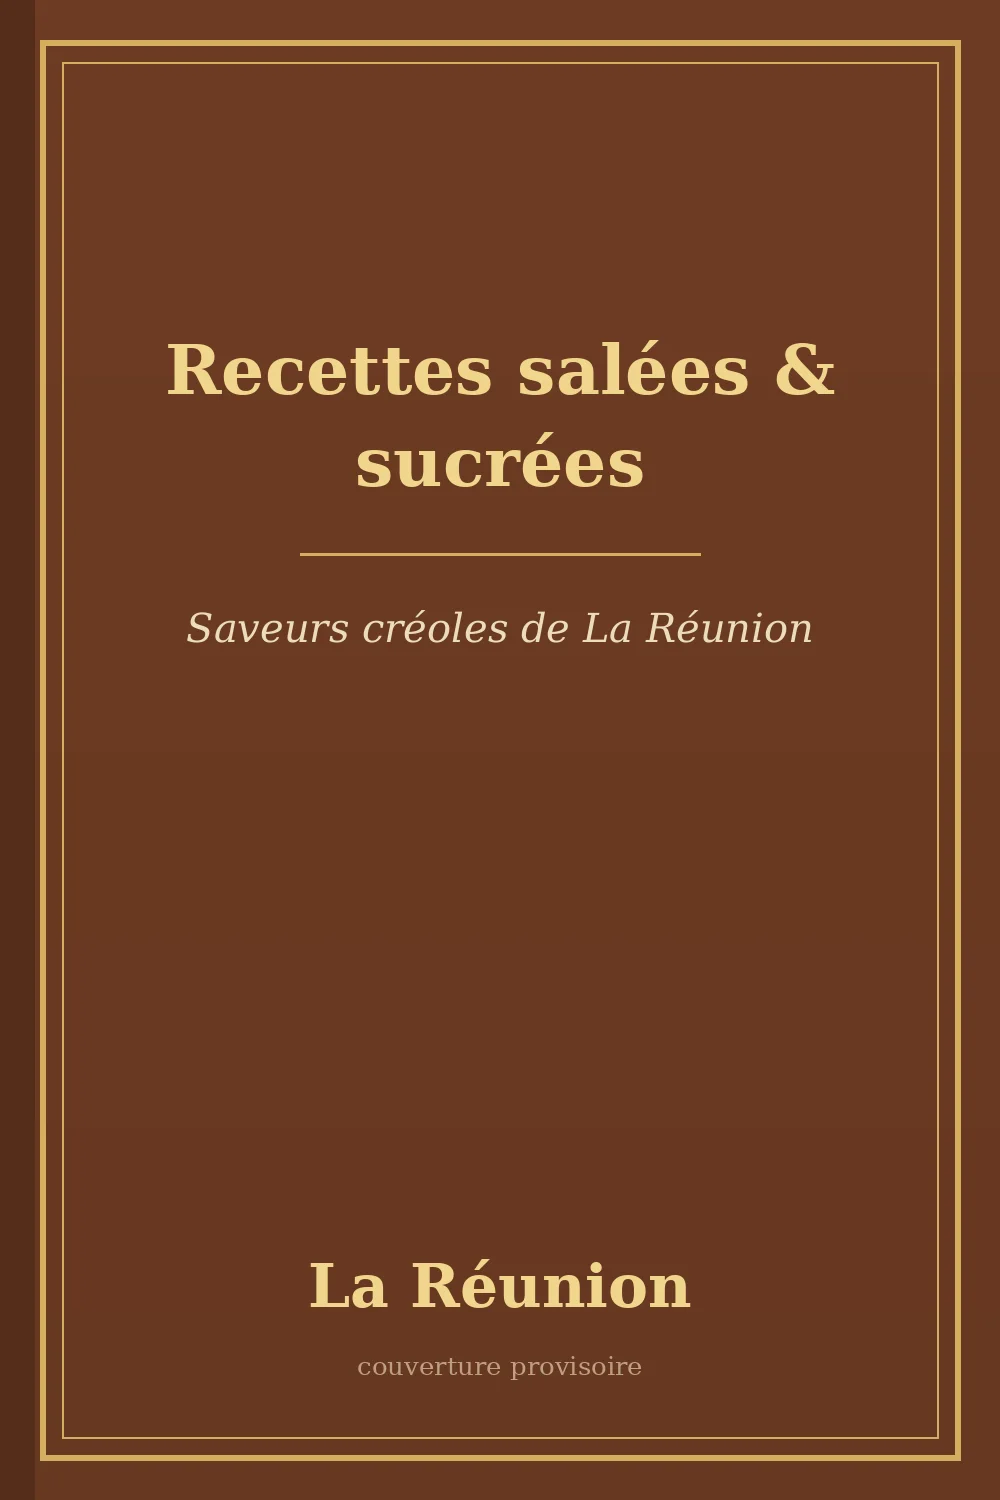 Recettes salées &
sucrées
Saveurs créoles de La Réunion
La Réunion
couverture provisoire